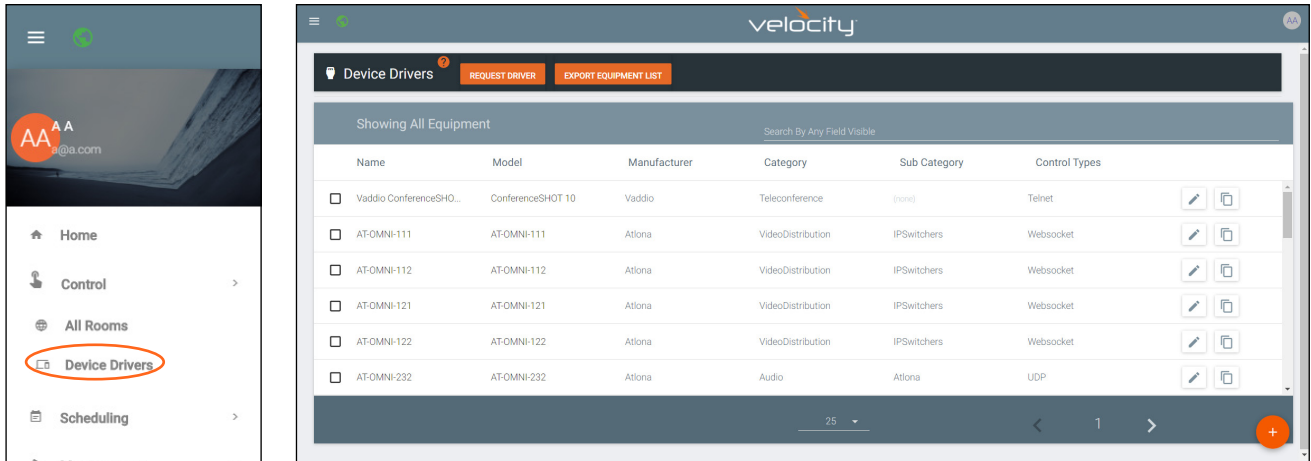 AA
A A
a@a.com
Home
Control
All Rooms
Device Drivers
Scheduling
velocity
AA
Device Drivers ? REQUEST DRIVER EXPORT EQUIPMENT LIST
Showing All Equipment Search By Any Field Visible
Name Model Manufacturer Category Sub Category Control Types
Vaddio ConferenceSHO... ConferenceSHOT 10 Vaddio Teleconference (none) Telnet
AT-OMNI-111 AT-OMNI-111 Atlona VideoDistribution IPSwitchers Websocket
AT-OMNI-112 AT-OMNI-112 Atlona VideoDistribution IPSwitchers Websocket
AT-OMNI-121 AT-OMNI-121 Atlona VideoDistribution IPSwitchers Websocket
AT-OMNI-122 AT-OMNI-122 Atlona VideoDistribution IPSwitchers Websocket
AT-OMNI-232 AT-OMNI-232 Atlona Audio Atlona UDP
25 1